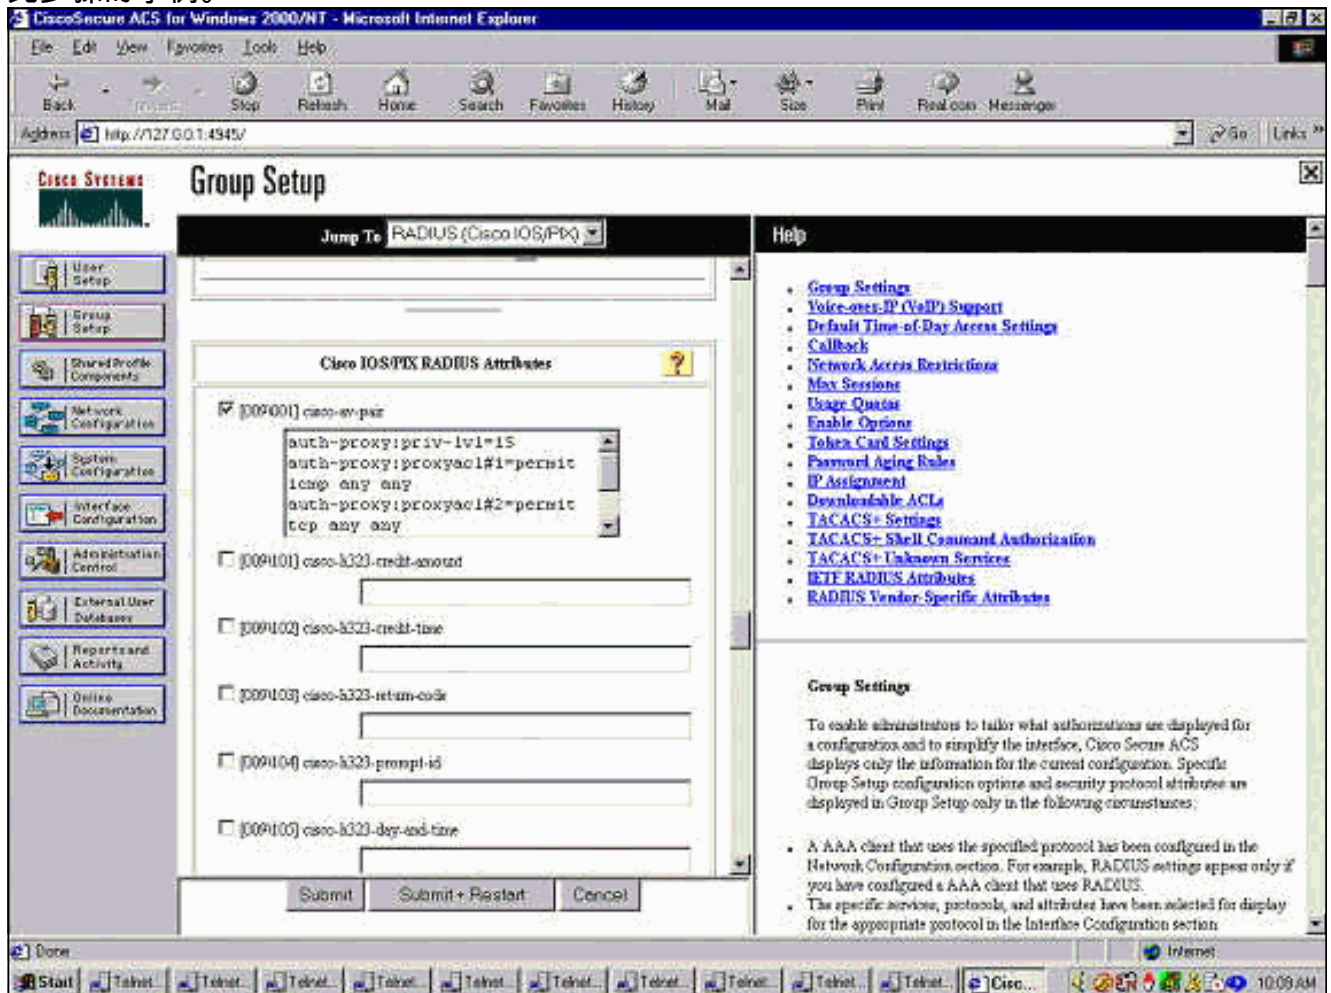 CiscoSecure ACS for Windows 2000/NT - Microsoft Internet Explorer
File Edit View Favorites Tools Help
Back Stop Refresh Home Search Favorites History Mail Size Print Real.com Messenger
Address http://127.0.0.1:4945/ Go Links »
CISCO SYSTEMS
Group Setup
Jump To RADIUS (Cisco IOS/PIX)
Help
User Setup
Group Setup
Shared Profile Components
Network Configuration
System Configuration
Interface Configuration
Administration Control
External User Databases
Reports and Activity
Online Documentation
Cisco IOS/PIX RADIUS Attributes
?
[009\001] cisco-av-pair
auth-proxy:priv-lvl=15
auth-proxy:proxyacl#1=permit
icmp any any
auth-proxy:proxyacl#2=permit
tcp any any
[009\101] cisco-h323-credit-amount
[009\102] cisco-h323-credit-time
[009\103] cisco-h323-return-code
[009\104] cisco-h323-prompt-id
[009\105] cisco-h323-day-and-time
Submit Submit + Restart Cancel
Group Settings
Voice-over-IP (VoIP) Support
Default Time-of-Day Access Settings
Callback
Network Access Restrictions
Max Sessions
Usage Quotas
Enable Options
Token Card Settings
Password Aging Rules
IP Assignment
Downloadable ACLs
TACACS+ Settings
TACACS+ Shell Command Authorization
TACACS+ Unknown Services
IETF RADIUS Attributes
RADIUS Vendor-Specific Attributes
Group Settings
To enable administrators to tailor what authorizations are displayed for
a configuration and to simplify the interface, Cisco Secure ACS
displays only the information for the current configuration. Specific
Group Setup configuration options and security protocol attributes are
displayed in Group Setup only in the following circumstances:
A AAA client that uses the specified protocol has been configured in the
Network Configuration section. For example, RADIUS settings appear only if
you have configured a AAA client that uses RADIUS.
The specific services, protocols, and attributes have been selected for display
for the appropriate protocol in the Interface Configuration section
Done Internet
Start Telnet... Telnet... Telnet... Telnet... Telnet... Telnet... Telnet... Telnet... Telnet... Telnet... Cisc... 10:09 AM